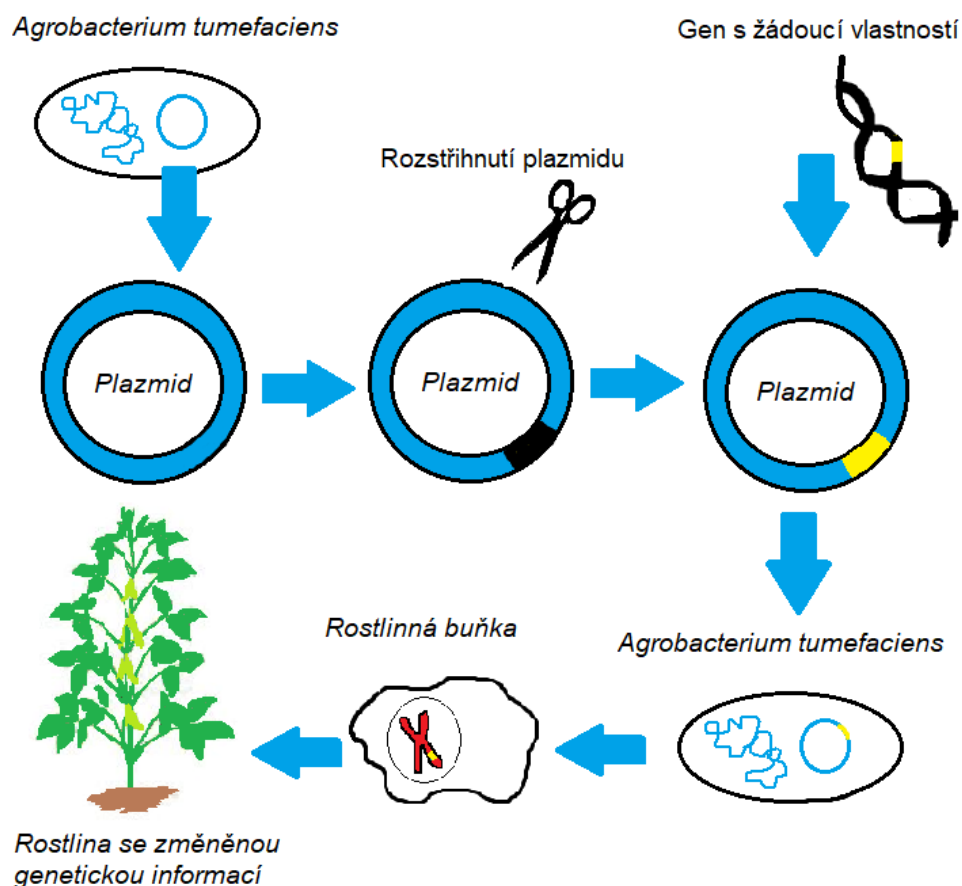 Agrobacterium tumefaciens
Gen s žádoucí vlastností
Rozstřihnutí plazmidu
Plazmid
Plazmid
Plazmid
Rostlinná buňka
Agrobacterium tumefaciens
Rostlina se změněnou
genetickou informací